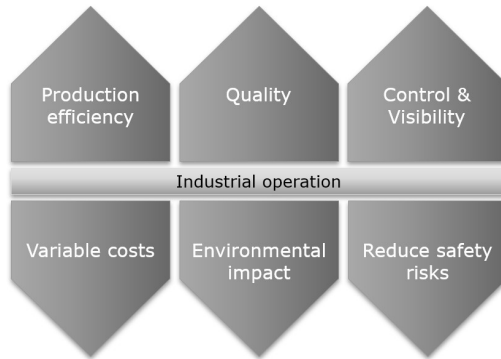 Production
efficiency
Quality
Control &
Visibility
Industrial operation
Variable costs
Environmental
impact
Reduce safety
risks